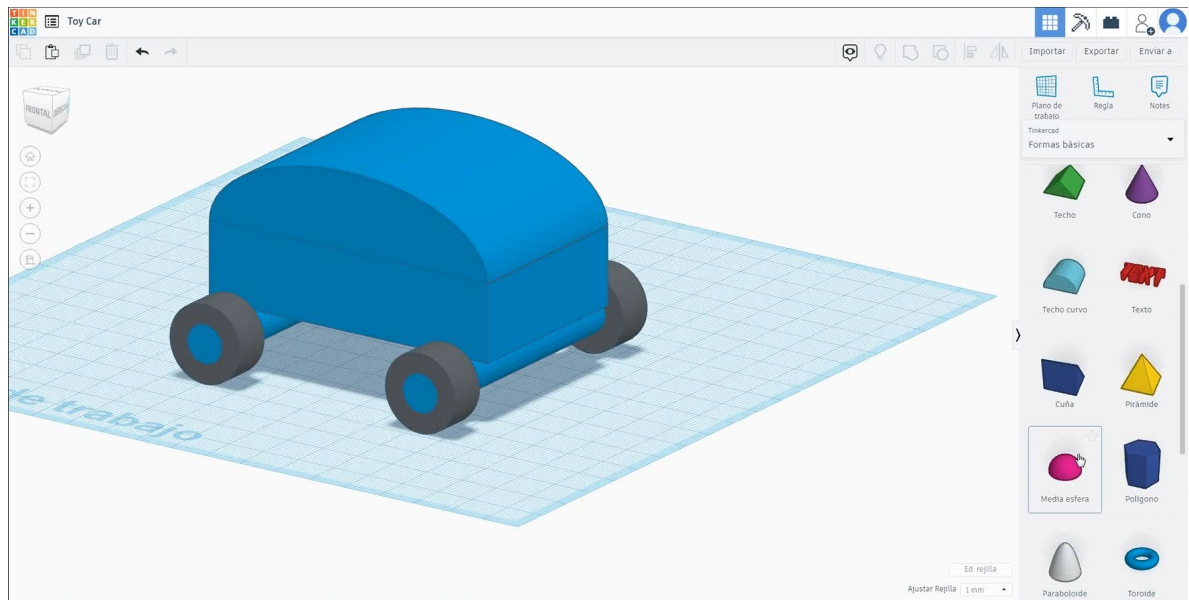 TIN
KER
CAD
Toy Car
Importar
Exportar
Enviar a
FRONTAL
Plano de
trabajo
Regla
Notes
Tinkercad
Formas básicas
Techo
Cono
TEXT
Techo curvo
Texto
Cuña
Pirámide
Media esfera
Polígono
Paraboloide
Toroide
de trabajo
Ed. rejilla
Ajustar Rejilla
1 mm